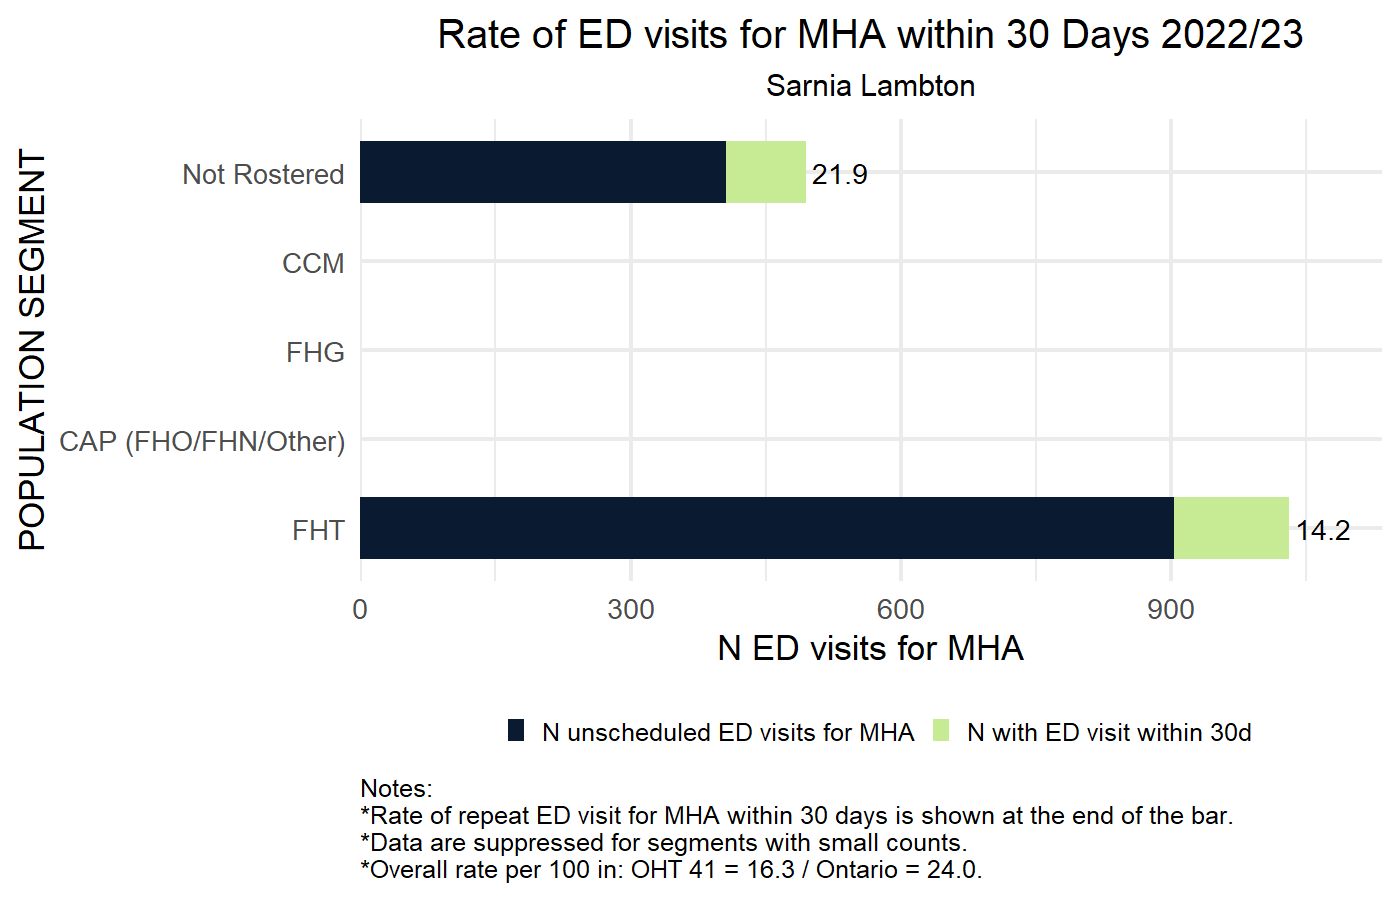 Rate of ED visits for MHA within 30 Days 2022/23
Sarnia Lambton
POPULATION SEGMENT
Not Rostered
21.9
CCM
FHG
CAP (FHO/FHN/Other)
FHT
14.2
0 300 600 900
N ED visits for MHA
N unscheduled ED visits for MHA N with ED visit within 30d
Notes:
*Rate of repeat ED visit for MHA within 30 days is shown at the end of the bar.
*Data are suppressed for segments with small counts.
*Overall rate per 100 in: OHT 41 = 16.3 / Ontario = 24.0.